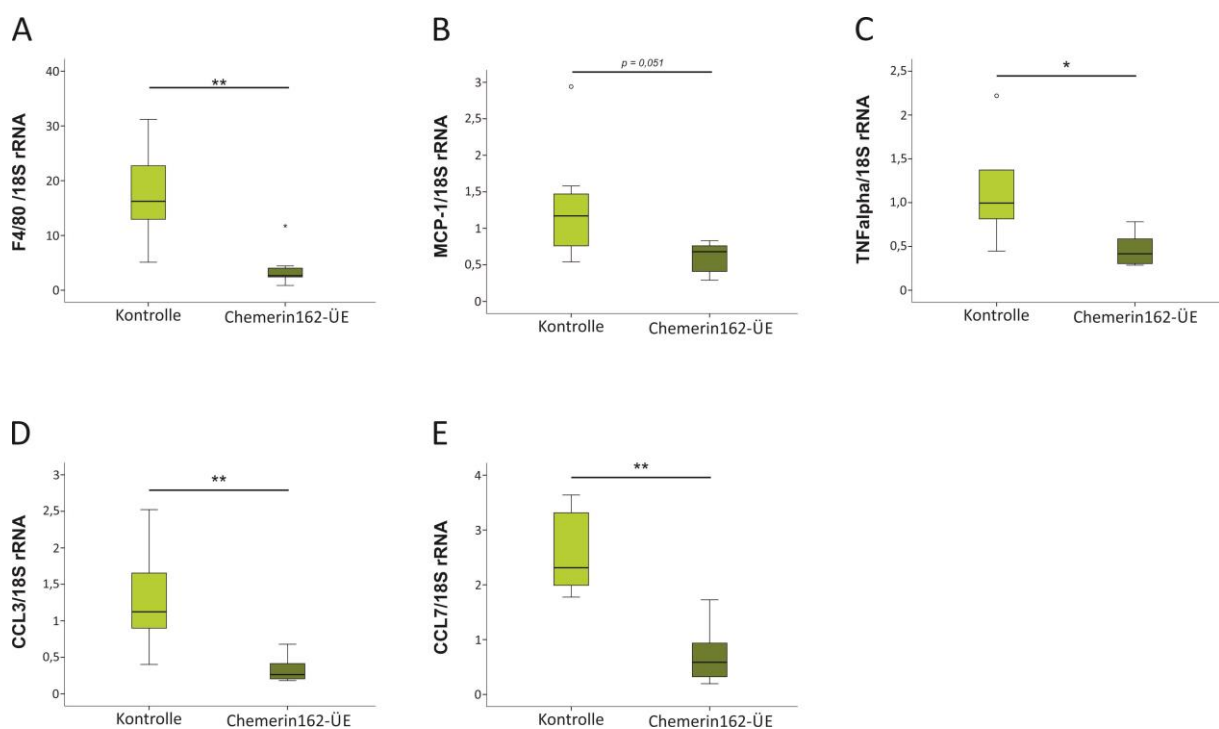 A
F4/80 /18S rRNA
40
30
20
10
0
**
*
Kontrolle
Chemerin162-ÜE
B
MCP-1/18S rRNA
3
2,5
2
1,5
1
0,5
0
p = 0,051
Kontrolle
Chemerin162-ÜE
C
TNFalpha/18S rRNA
2,5
2
1,5
1,0
0,5
0
*
Kontrolle
Chemerin162-ÜE
D
CCL3/18S rRNA
3
2,5
2
1,5
1
0,5
0
**
Kontrolle
Chemerin162-ÜE
E
CCL7/18S rRNA
4
3
2
1
0
**
Kontrolle
Chemerin162-ÜE